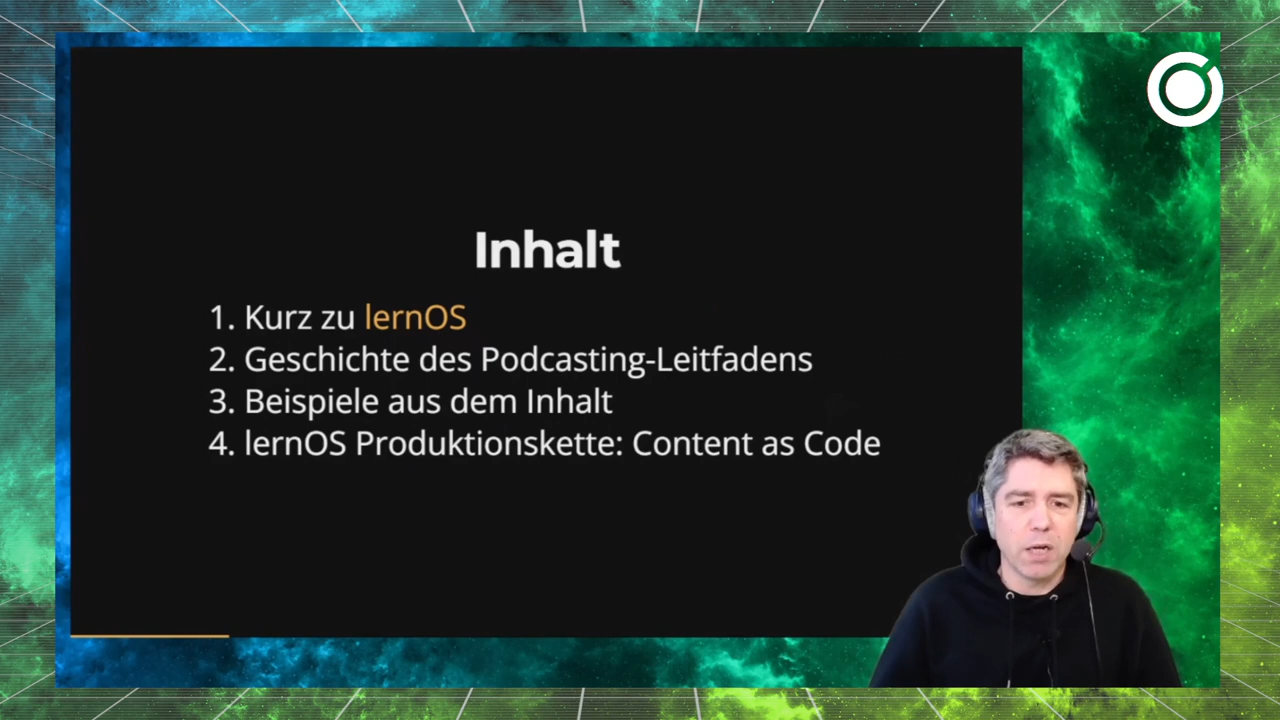 Inhalt
1. Kurz zu lernOS
2. Geschichte des Podcasting-Leitfadens
3. Beispiele aus dem Inhalt
4. lernOS Produktionskette: Content as Code